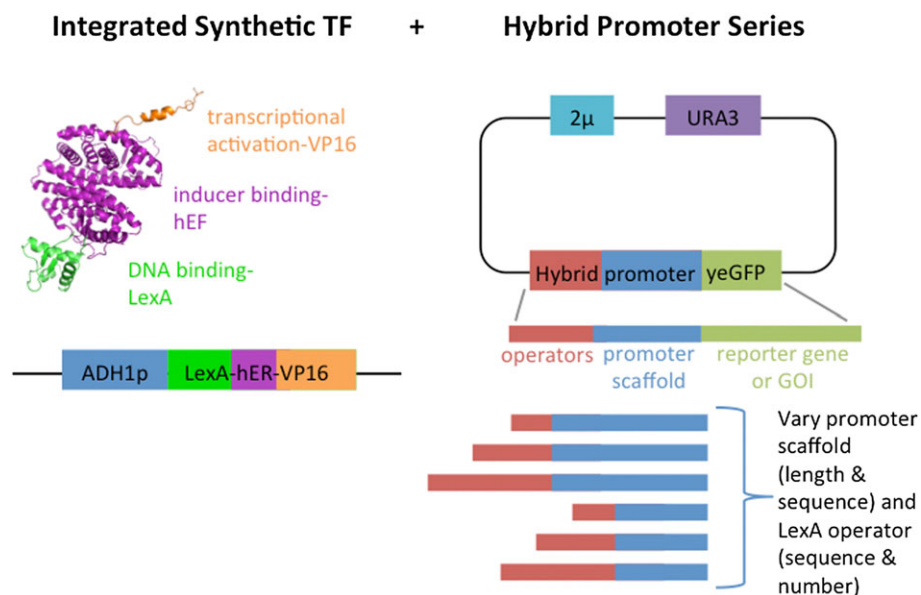 Integrated Synthetic TF + Hybrid Promoter Series
transcriptional
activation-VP16
inducer binding-
hEF
DNA binding-
LexA
ADH1p LexA-hER-VP16
2μ URA3
Hybrid promoter yeGFP
operators promoter scaffold reporter gene or GOI
Vary promoter
scaffold
(length &
sequence) and
LexA operator
(sequence &
number)